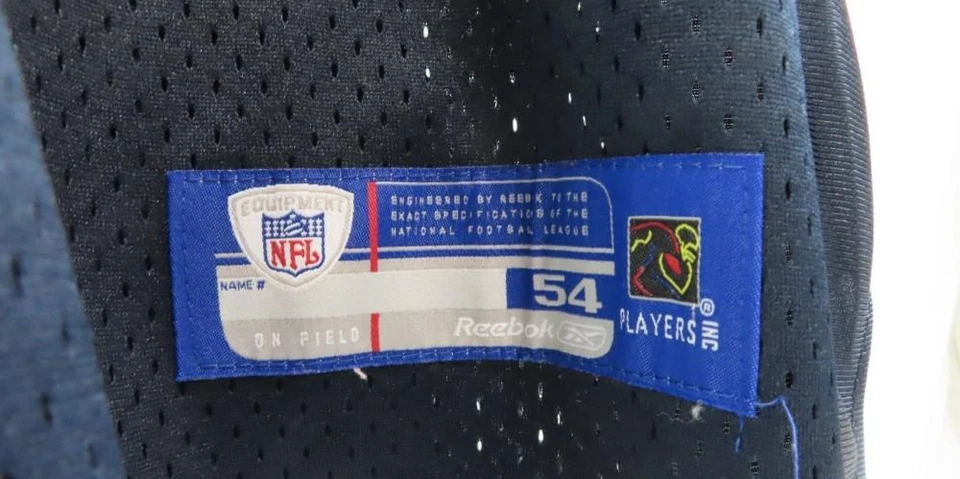 EQUIPMENT
NFL
ENGINEERED BY REEBOK TO THE
EXACT SPECIFICATIONS OF THE
NATIONAL FOOTBAL LEAGUE
NAME #
54
ON FIELD
Reebok
PLAYERS INC ®